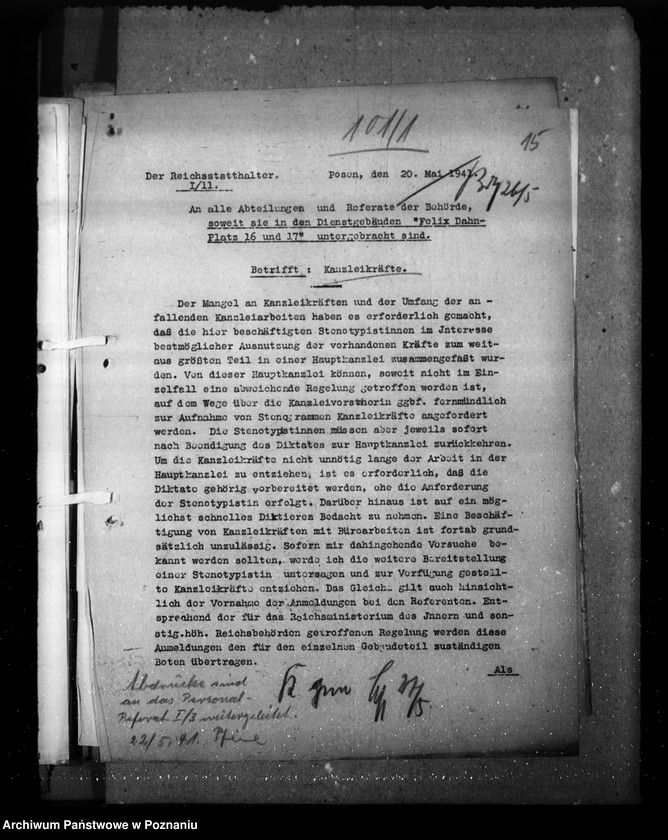 101/1
15
Der Reichsstatthalter. Posen, den 20. Mai 1941.
I/11.
26/5
An alle Abteilungen und Referate der Behörde,
soweit sie in den Dienstgebäuden "Felix Dahn-
Platz 16 und 17" untergebracht sind.
Betrifft : Kanzleikräfte.
Der Mangel an Kanzleikräften und der Umfang der an -
fallenden Kanzleiarbeiten haben es erforderlich gemacht,
daß die hier beschäftigten Stenotypistinnen im Jnteresse
bestmöglicher Ausnutzung der vorhandenen Kräfte zum weit-
aus größten Teil in einer Hauptkanzlei zusammengefaßt wur-
den. Von dieser Hauptkanzlei können, soweit nicht im Ein-
zelfall eine abweichende Regelung getroffen worden ist,
auf dem Wege über die Kanzleivorsteherin ggbf. fernmündlich
zur Aufnahme von Stenogrammen Kanzleikräfte angefordert
werden. Die Stenotypistinnen müssen aber jeweils sofort
nach Beendigung des Diktates zur Hauptkanzlei zurückkehren.
Um die Kanzleikräfte nicht unnötig lange der Arbeit in der
Hauptkanzlei zu entziehen, ist es erforderlich, daß die
Diktate gehörig vorbereitet werden, ehe die Anforderung
der Stenotypistin erfolgt. Darüber hinaus ist auf ein mög-
lichst schnelles Diktieren Bedacht zu nehmen. Eine Beschäf-
tigung von Kanzleikräften mit Büroarbeiten ist fortab grund-
sätzlich unzulässig. Sofern mir dahingehende Versuche be-
kannt werden sollten, werde ich die weitere Bereitstellung
einer Stenotypistin untersagen und zur Verfügung gestell-
te Kanzleikräfte entziehen. Das Gleiche gilt auch hinsicht-
lich der Vornahme der Anmeldungen bei den Referenten. Ent-
sprechend der für das Reichsministerium des Jnnern und son-
stig.höh. Reichsbehörden getroffenen Regelung werden diese
Anmeldungen den für den einzelnen Gebäudeteil zuständigen
Boten übertragen.
Als
Abdrücke sind
an das Personal-
Referat I/3 weitergeleitet.
22/5.41.
Archiwum Państwowe w Poznaniu